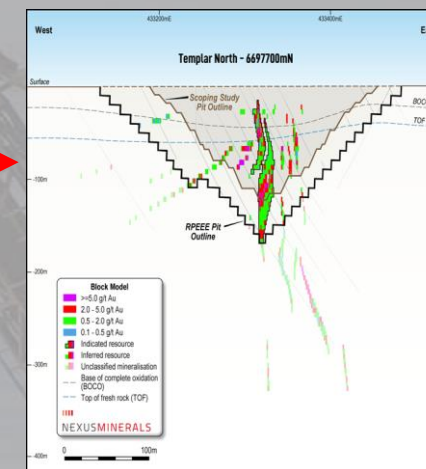 433200mE 433400mE
West
Templar North - 6697700mN
Surface
Scoping Study
Pit Outline
BOCO
TOF
-100m
RPEEE Pit
Outline
-200m
Block Model
>=5.0 g/t Au
2.0 - 5.0 g/t Au
0.5 - 2.0 g/t Au
0.1 - 0.5 g/t Au
Indicated resource
Inferred resource
Unclassified mineralisation
Base of complete oxidation
(BOCO)
Top of fresh rock (TOF)
NEXUSMINERALS
-300m
0 100m
-400m